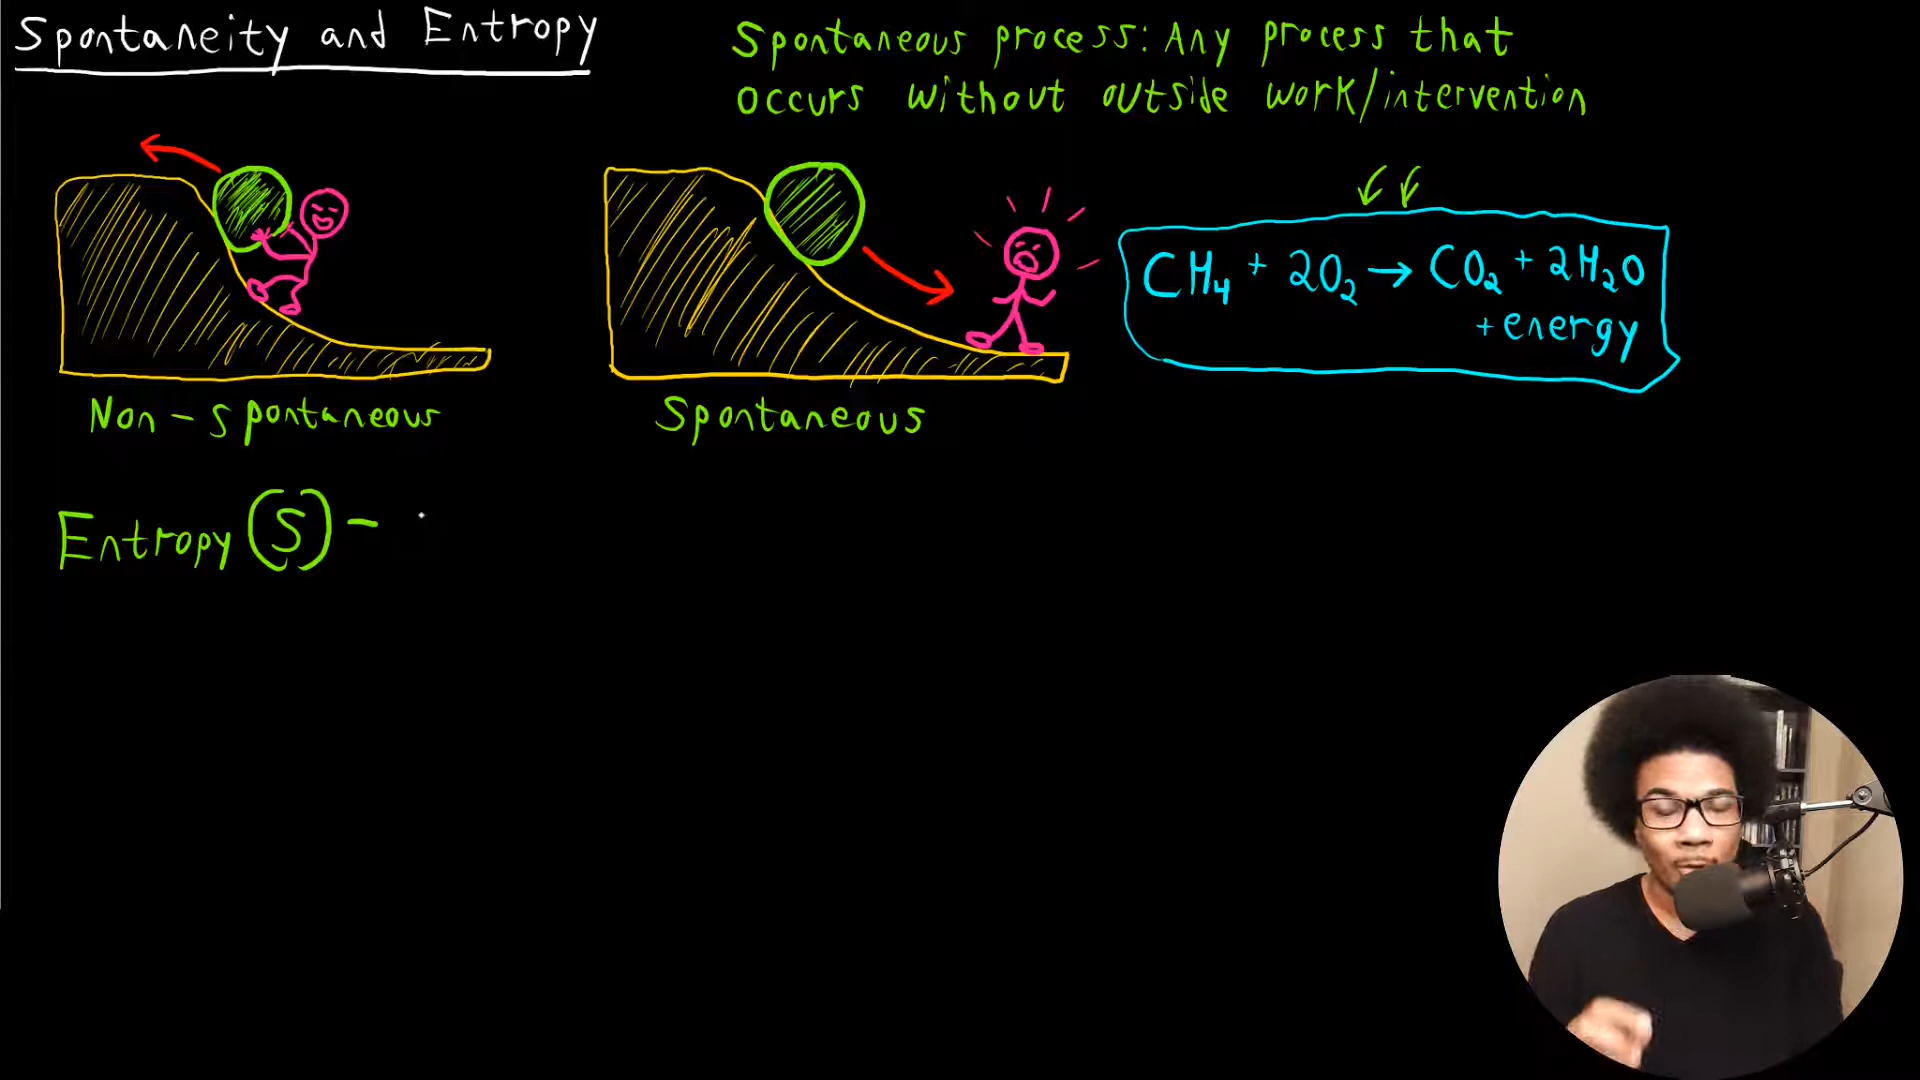 Spontaneity and Entropy
Spontaneous process: Any process that
occurs without outside work/intervention
CH₄ + 2O₂ → CO₂ + 2H₂O
+ energy
Non-spontaneous
Spontaneous
Entropy (S) -